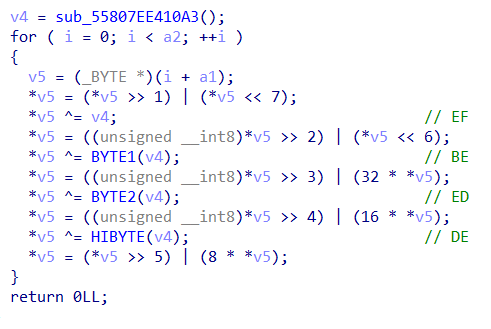 v4 = sub_55807EE410A3();
for ( i = 0; i < a2; ++i )
{
  v5 = (_BYTE *)(i + a1);
  *v5 = (*v5 >> 1) | (*v5 << 7);
  *v5 ^= v4;                                        // EF
  *v5 = ((unsigned __int8)*v5 >> 2) | (*v5 << 6);
  *v5 ^= BYTE1(v4);                                 // BE
  *v5 = ((unsigned __int8)*v5 >> 3) | (32 * *v5);
  *v5 ^= BYTE2(v4);                                 // ED
  *v5 = ((unsigned __int8)*v5 >> 4) | (16 * *v5);
  *v5 ^= HIBYTE(v4);                                // DE
  *v5 = (*v5 >> 5) | (8 * *v5);
}
return 0LL;